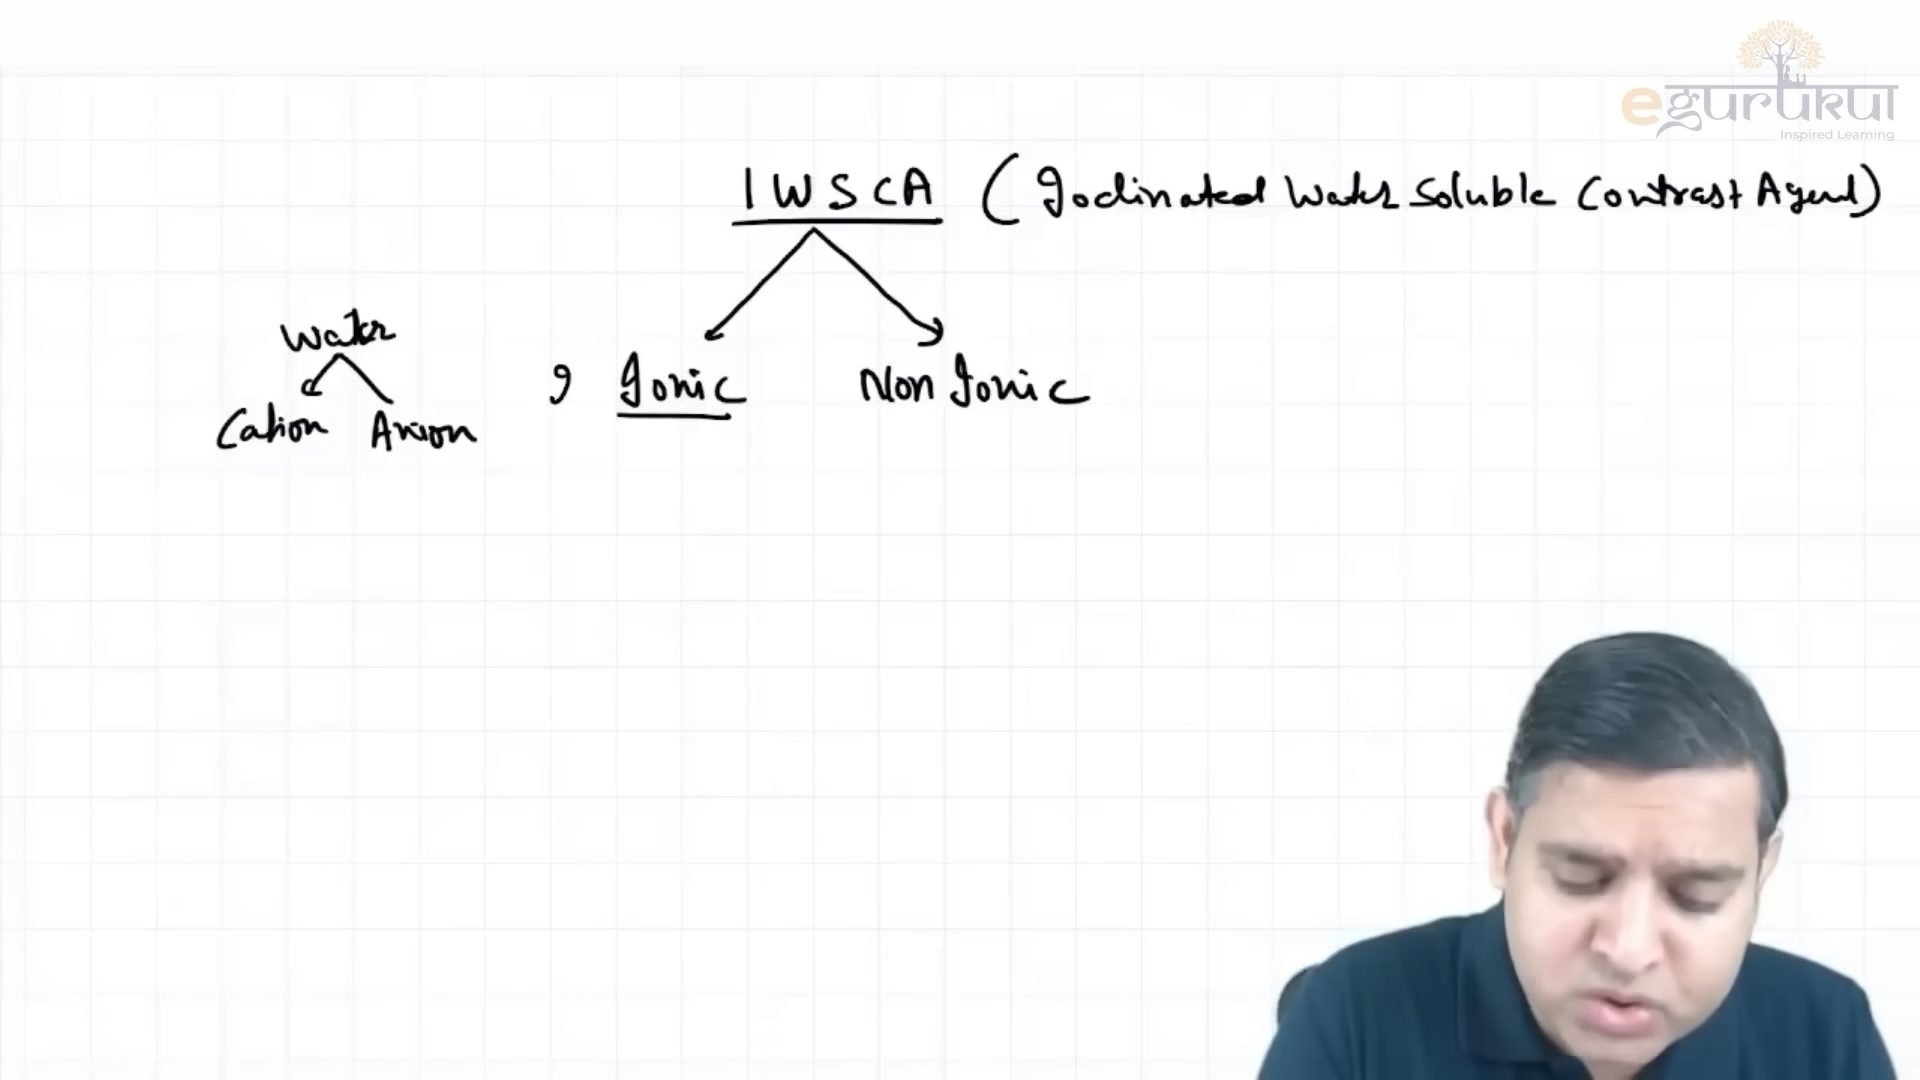 egurukul
Inspired Learning
IWSCA (Iodinated Water Soluble Contrast Agent)
Water
Cation Anion
, Ionic Non Ionic